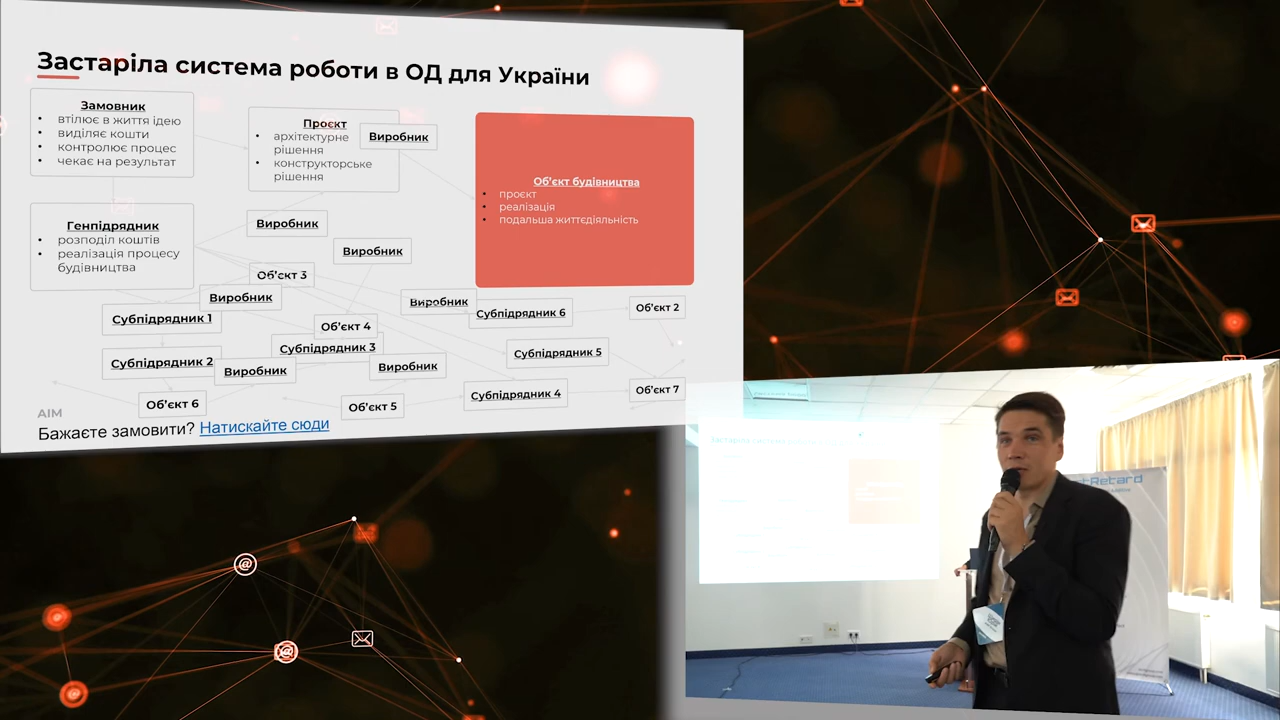 Застаріла система роботи в ОД для України
Замовник
втілює в життя ідею
виділяє кошти
контролює процес
чекає на результат
Проєкт
архітектурне
рішення
конструкторське
рішення
Виробник
Об'єкт будівництва
проєкт
реалізація
подальша життєдіяльність
Генпідрядник
розподіл коштів
реалізація процесу
будівництва
Виробник
Виробник
Об'єкт 3
Виробник
Виробник
Субпідрядник 1
Об'єкт 4
Субпідрядник 6
Об'єкт 2
Субпідрядник 3
Субпідрядник 5
Субпідрядник 2
Виробник
Виробник
Субпідрядник 4
Об'єкт 7
Об'єкт 6
Об'єкт 5
AIM
Бажаєте замовити? Натискайте сюди